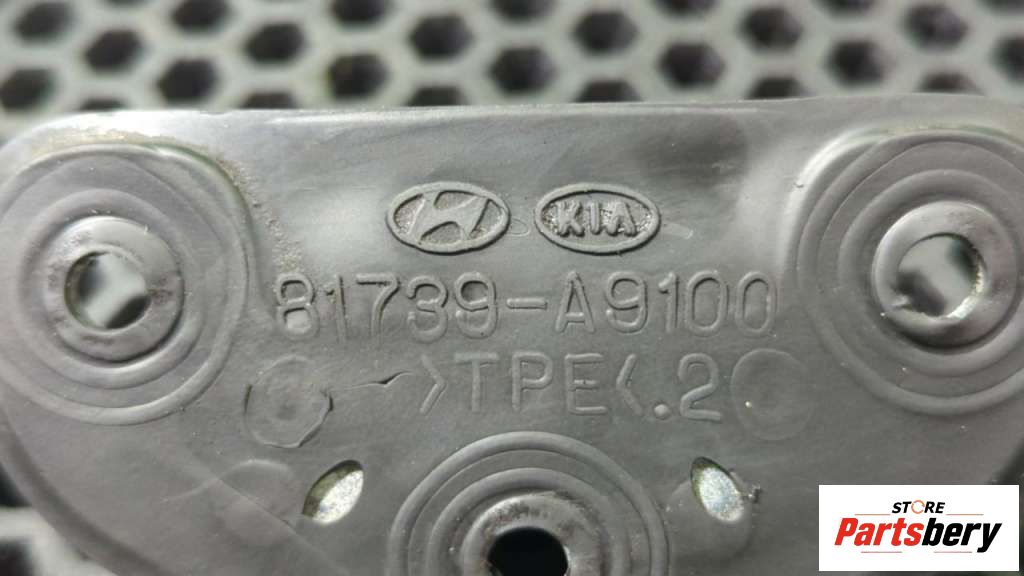 KIA
81739-A9100
>TPE<.2
STORE
Partsbery